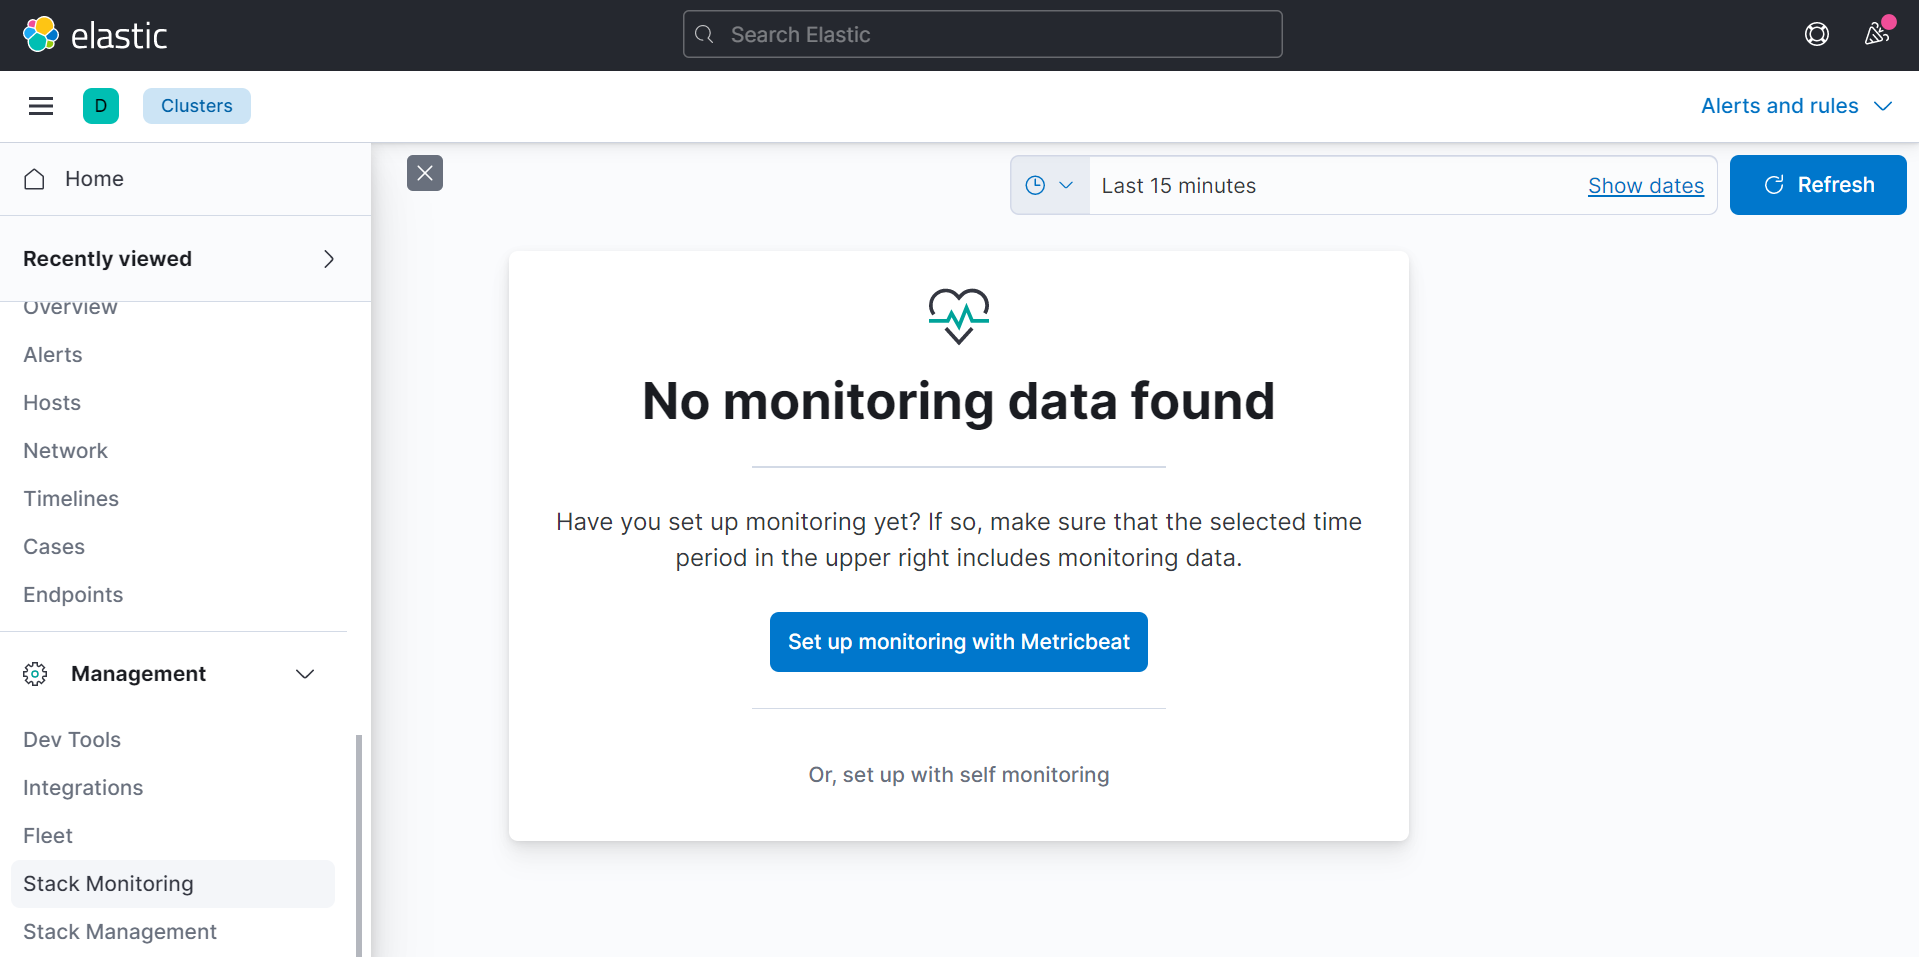 elastic
Search Elastic
D
Clusters
Alerts and rules
Home
Recently viewed
Overview
Alerts
Hosts
Network
Timelines
Cases
Endpoints
Management
Dev Tools
Integrations
Fleet
Stack Monitoring
Stack Management
Last 15 minutes
Show dates
Refresh
No monitoring data found
Have you set up monitoring yet? If so, make sure that the selected time
period in the upper right includes monitoring data.
Set up monitoring with Metricbeat
Or, set up with self monitoring